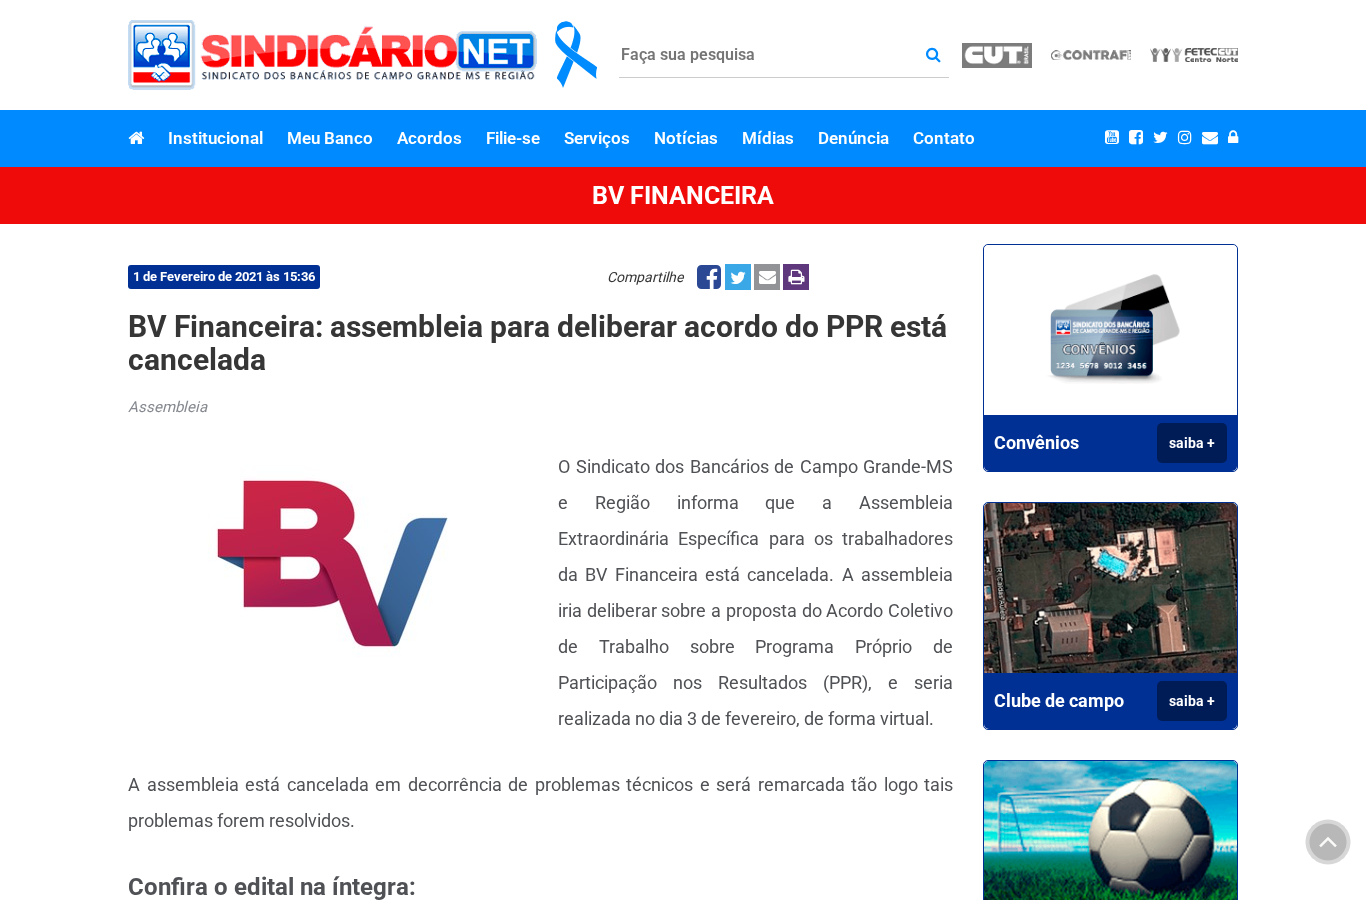 SINDICÁRIO NET
SINDICATO DOS BANCÁRIOS DE CAMPO GRANDE MS E REGIÃO
Faça sua pesquisa
CUT BRASIL
CONTRAF
FETEC CUT
Centro Norte
Institucional Meu Banco Acordos Filie-se Serviços Notícias Mídias Denúncia Contato
BV FINANCEIRA
1 de Fevereiro de 2021 às 15:36
Compartilhe
BV Financeira: assembleia para deliberar acordo do PPR está
cancelada
Assembleia
BV
O Sindicato dos Bancários de Campo Grande-MS
e Região informa que a Assembleia
Extraordinária Específica para os trabalhadores
da BV Financeira está cancelada. A assembleia
iria deliberar sobre a proposta do Acordo Coletivo
de Trabalho sobre Programa Próprio de
Participação nos Resultados (PPR), e seria
realizada no dia 3 de fevereiro, de forma virtual.
A assembleia está cancelada em decorrência de problemas técnicos e será remarcada tão logo tais
problemas forem resolvidos.
Confira o edital na íntegra:
SINDICATO DOS BANCÁRIOS
DE CAMPO GRANDE-MS E REGIÃO
CONVÊNIOS
1234 5678 9012 3456
Convênios
saiba +
Clube de campo
saiba +